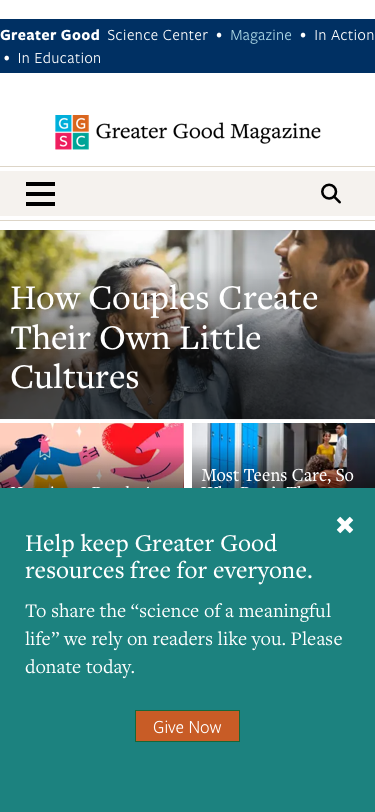 Greater Good Science Center • Magazine • In Action
• In Education
G G
S C
Greater Good Magazine
How Couples Create
Their Own Little
Cultures
Most Teens Care, So
Help keep Greater Good
resources free for everyone.
To share the “science of a meaningful
life” we rely on readers like you. Please
donate today.
Give Now